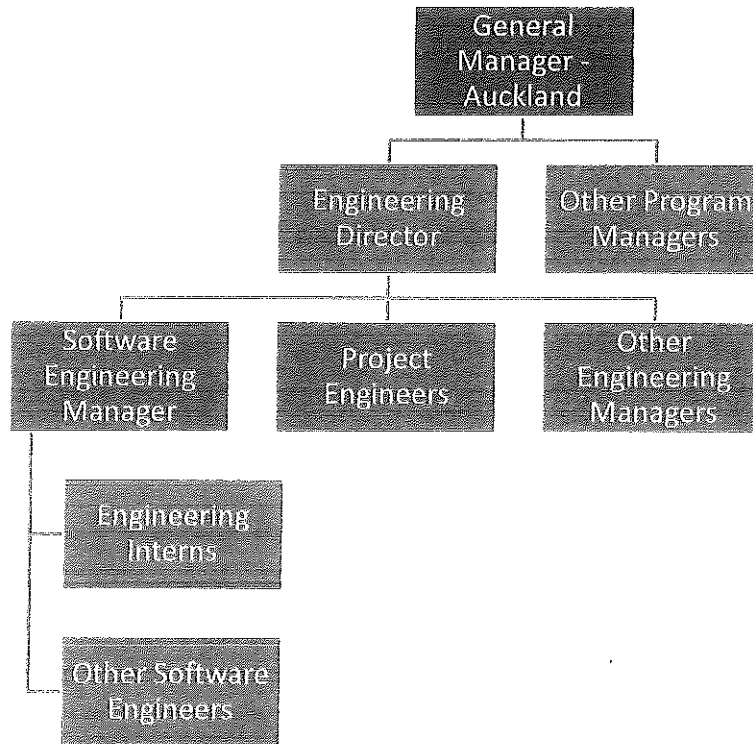 General
Manager -
Auckland
Engineering
Director
Other Program
Managers
Software
Engineering
Manager
Project
Engineers
Other
Engineering
Managers
Engineering
Interns
Other Software
Engineers